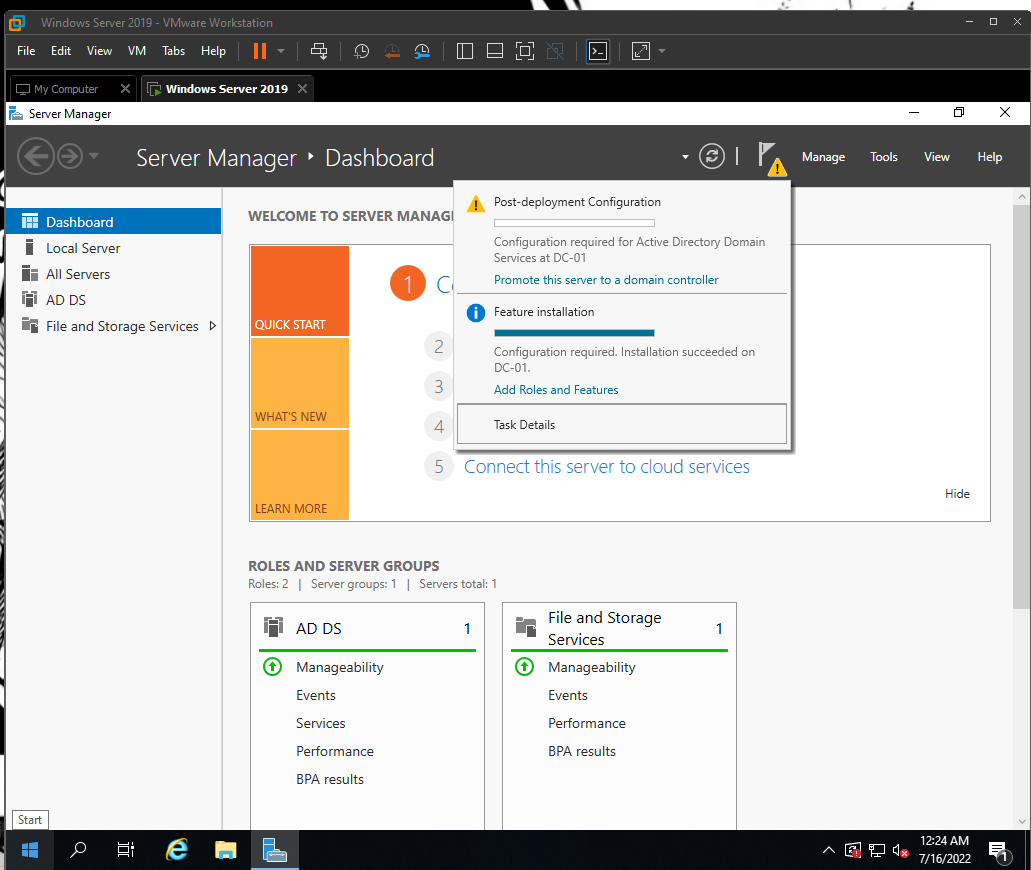 Windows Server 2019 - VMware Workstation
File Edit View VM Tabs Help
My Computer
Windows Server 2019
Server Manager
Server Manager Dashboard
Manage Tools View Help
Dashboard
Local Server
All Servers
AD DS
File and Storage Services
WELCOME TO SERVER MANAG
QUICK START
WHAT'S NEW
LEARN MORE
1
2
3
4
5 Connect this server to cloud services
Hide
Post-deployment Configuration
Configuration required for Active Directory Domain
Services at DC-01
Promote this server to a domain controller
Feature installation
Configuration required. Installation succeeded on
DC-01.
Add Roles and Features
Task Details
ROLES AND SERVER GROUPS
Roles: 2 | Server groups: 1 | Servers total: 1
AD DS 1
Manageability
Events
Services
Performance
BPA results
File and Storage
Services 1
Manageability
Events
Performance
BPA results
Start
12:24 AM
7/16/2022
1